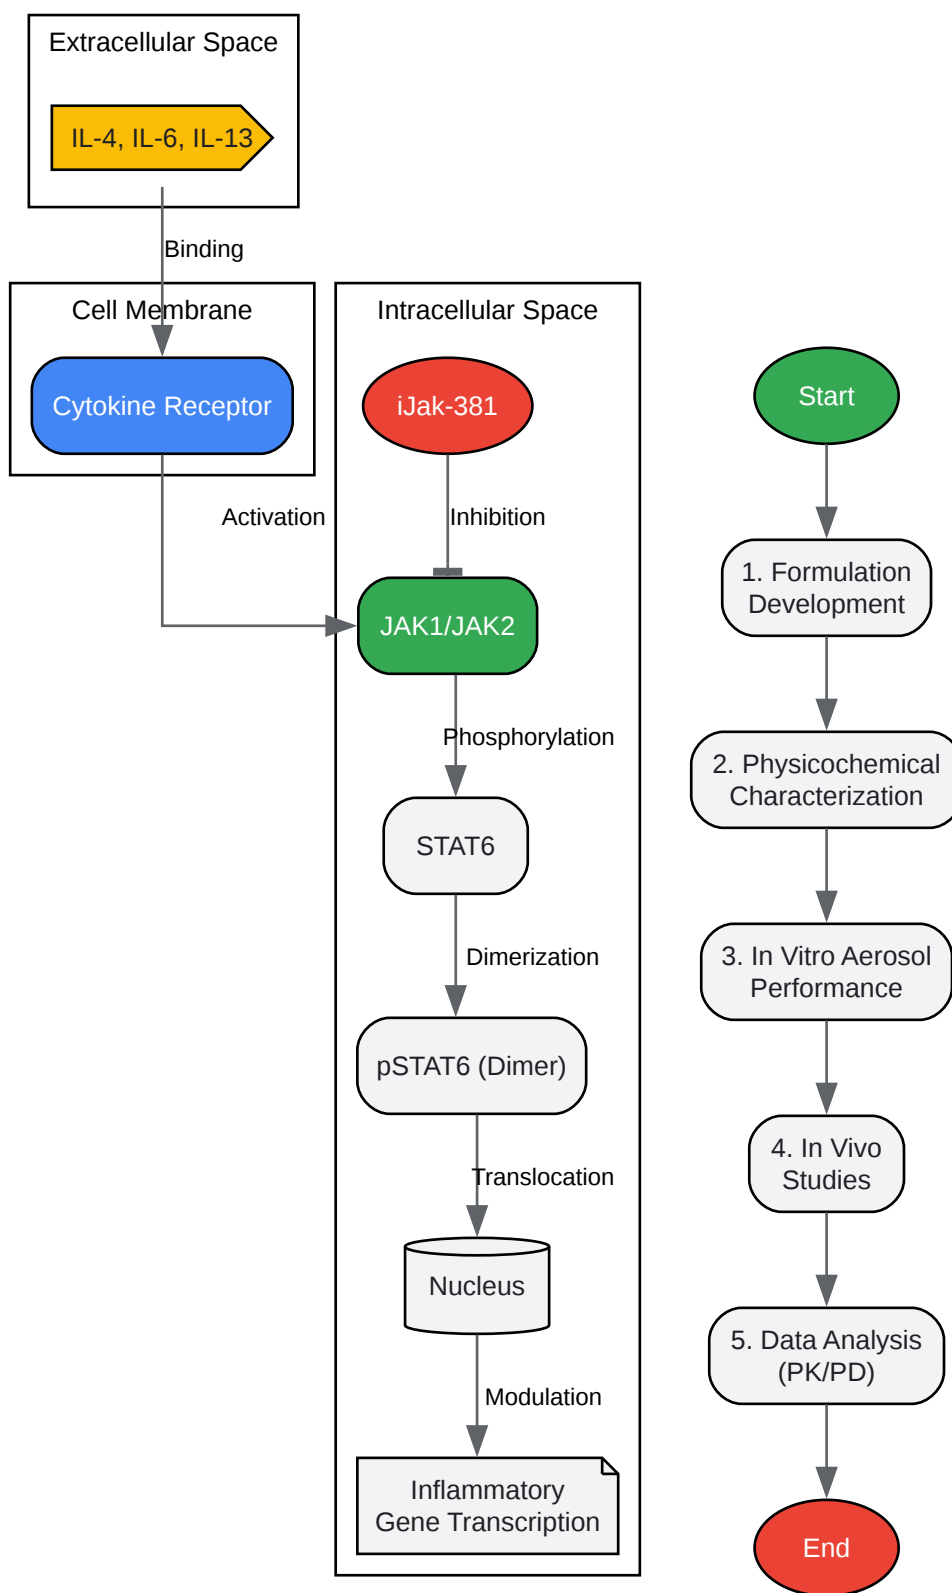 Extracellular Space
IL-4, IL-6, IL-13
Binding
Cell Membrane
Cytokine Receptor
Activation
Intracellular Space
iJak-381
Inhibition
JAK1/JAK2
Phosphorylation
STAT6
Dimerization
pSTAT6 (Dimer)
Translocation
Nucleus
Modulation
Inflammatory
Gene Transcription
Start
1. Formulation
Development
2. Physicochemical
Characterization
3. In Vitro Aerosol
Performance
4. In Vivo
Studies
5. Data Analysis
(PK/PD)
End